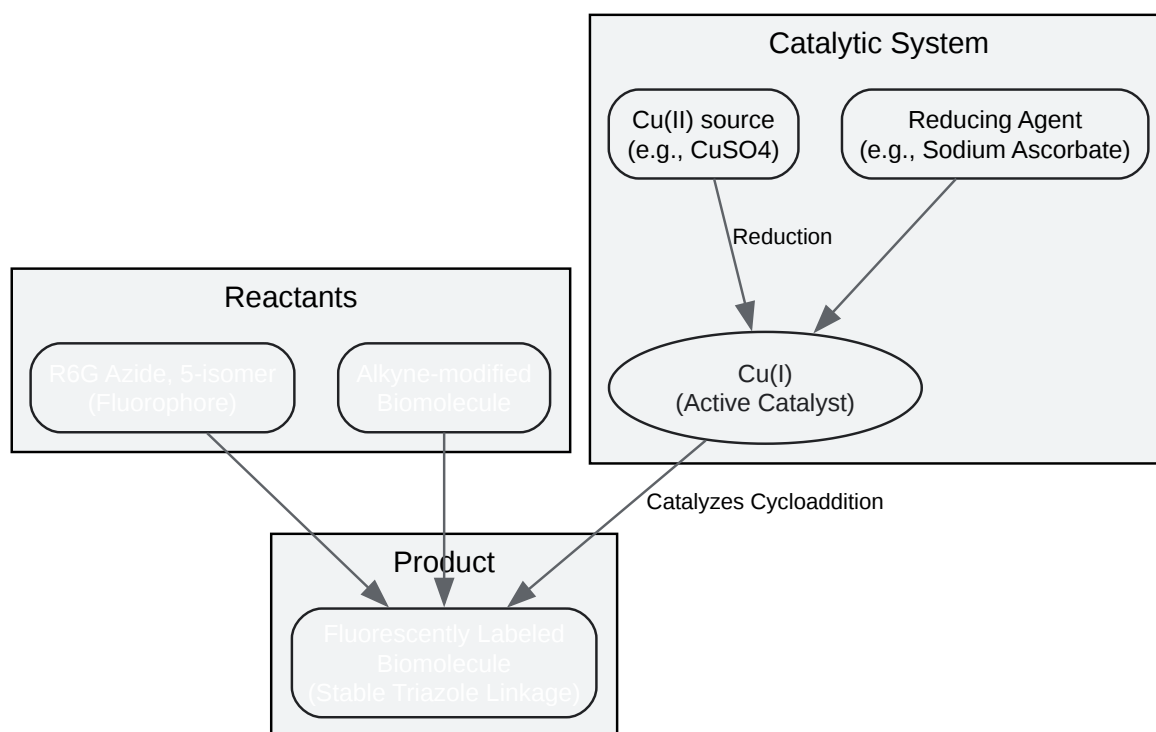 Catalytic System
Cu(II) source
(e.g., CuSO4)
Reducing Agent
(e.g., Sodium Ascorbate)
Reduction
Reactants
R6G Azide, 5-isomer
(Fluorophore)
Alkyne-modified
Biomolecule
Cu(I)
(Active Catalyst)
Catalyzes Cycloaddition
Product
Fluorescently Labeled
Biomolecule
(Stable Triazole Linkage)